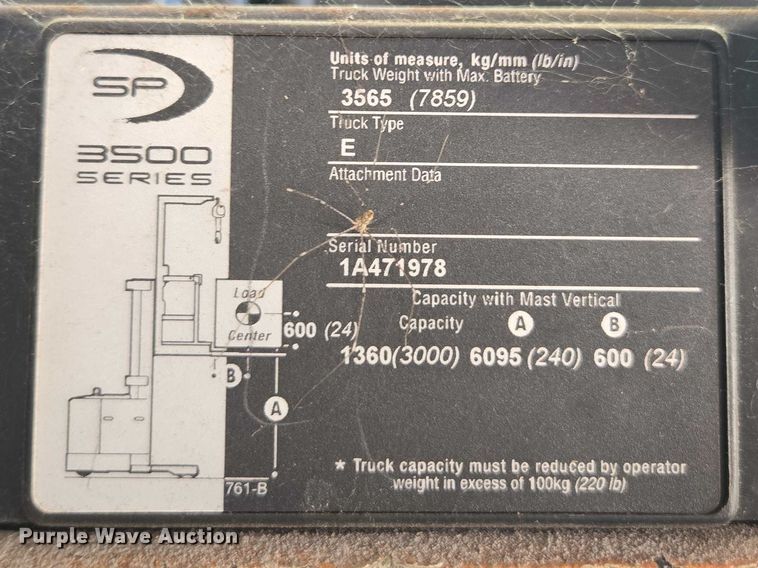 SP
3500
SERIES
Units of measure, kg/mm (lb/in)
Truck Weight with Max. Battery
3565 (7859)
Truck Type
E
Attachment Data
Serial Number
1A471978
Capacity with Mast Vertical
Capacity A B
1360(3000) 6095(240) 600 (24)
Load
Center
600 (24)
B
A
* Truck capacity must be reduced by operator
weight in excess of 100kg (220 lb)
761-B
Purple Wave Auction